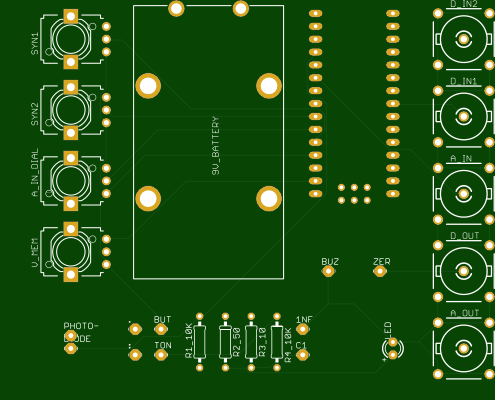 D_IN2
SYN1
D_IN1
SYN2
9V_BATTERY
A_IN_DIAL
A_IN
V_MEM
D_OUT
BUZ
ZER
A_OUT
PHOTO-
DIODE
BUT
TON
R1_10K
R2_50
R3_10
R4_10K
1NF
C1
LED
+